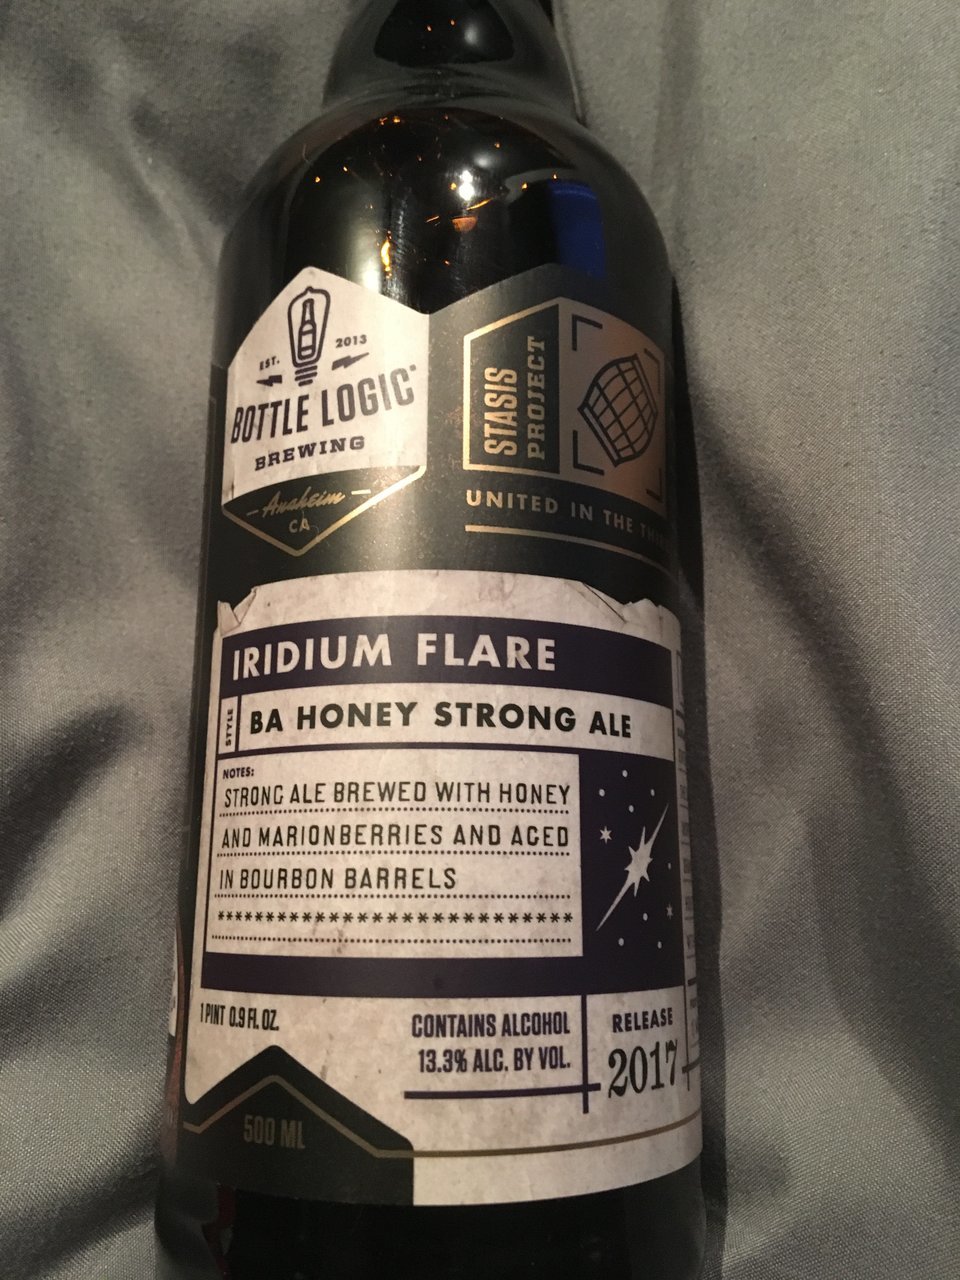 EST. 2013
BOTTLE LOGIC
BREWING
Anaheim
CA
STASIS
PROJECT
UNITED IN THE
IRIDIUM FLARE
STYLE
BA HONEY STRONG ALE
NOTES:
STRONG ALE BREWED WITH HONEY
AND MARIONBERRIES AND AGED
IN BOURBON BARRELS
*****************************
1 PINT 0.9 FL. OZ.
CONTAINS ALCOHOL
13.3% ALC. BY VOL.
RELEASE
2017
500 ML